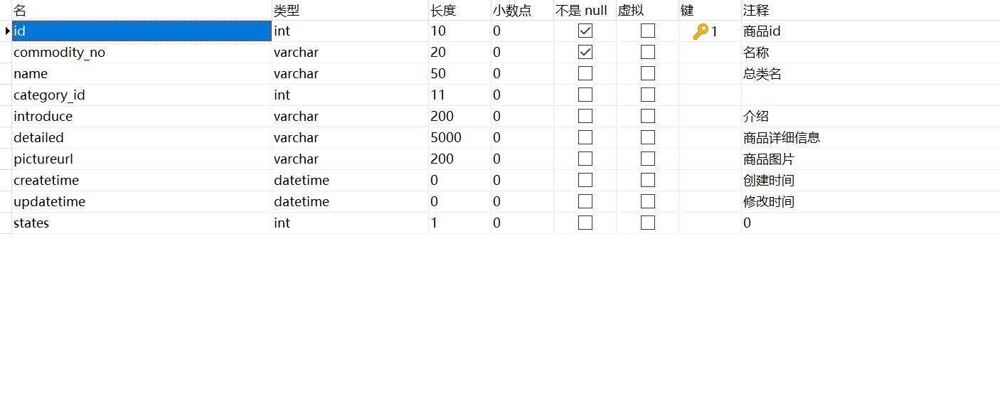 名 类型 长度 小数点 不是 null 虚拟 键 注释
id int 10 0 1 商品id
commodity_no varchar 20 0 名称
name varchar 50 0 总类名
category_id int 11 0
introduce varchar 200 0 介绍
detailed varchar 5000 0 商品详细信息
pictureurl varchar 200 0 商品图片
createtime datetime 0 0 创建时间
updatetime datetime 0 0 修改时间
states int 1 0 0